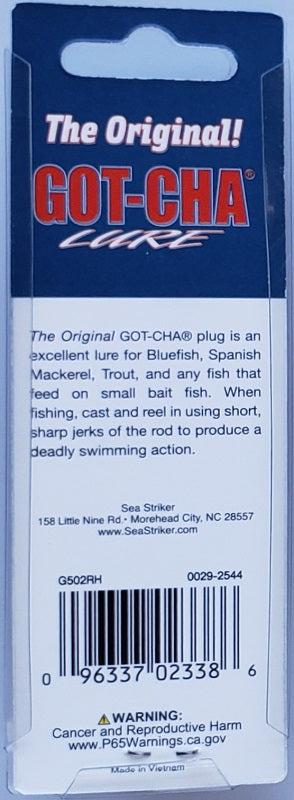 The Original!
GOT-CHA®
LURE
The Original GOT-CHA® plug is an
excellent lure for Bluefish, Spanish
Mackerel, Trout, and any fish that
feed on small bait fish. When
fishing, cast and reel in using short,
sharp jerks of the rod to produce a
deadly swimming action.
Sea Striker
158 Little Nine Rd.• Morehead City, NC 28557
www.SeaStriker.com
G502RH 0029-2544
0 96337 02338 6
⚠WARNING:
Cancer and Reproductive Harm
www.P65Warnings.ca.gov
Made in Vietnam